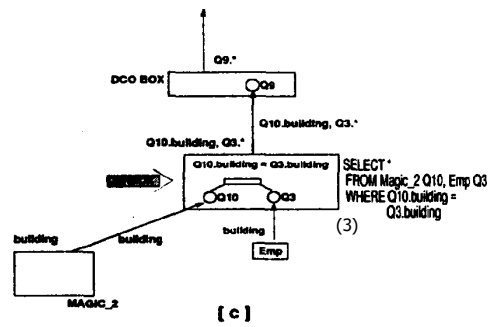 Q9.*
DCO BOX
Q9
Q10.building, Q3.*
Q10.building, Q3.*
Q10.building = Q3.building
Q10
Q3
SELECT *
FROM Magic_2 Q10, Emp Q3
WHERE Q10.building =
Q3.building
(3)
building
building
building
Emp
MAGIC_2
[ c ]